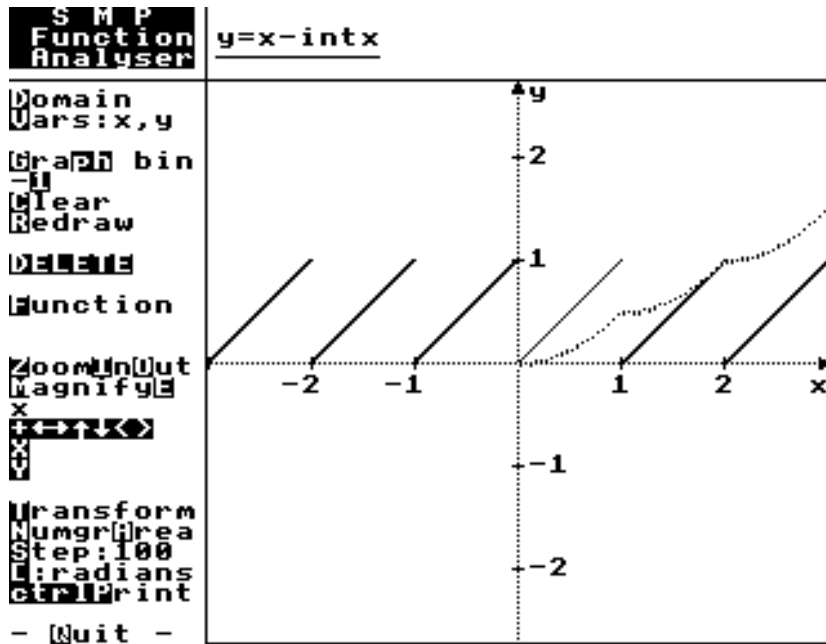 S M P
Function
Analyser
y=x-intx
Domain
Vars:x,y
Graph bin
-i
Clear
Redraw
DELETE
Function
ZoomInOut
MagnifyE
x
+↔↑↓<>
X
Y
Transform
NumgrArea
Step:100
[:radians
ctrlPrint
- Quit -
y
2
1
-2 -1 1 2 x
-1
-2